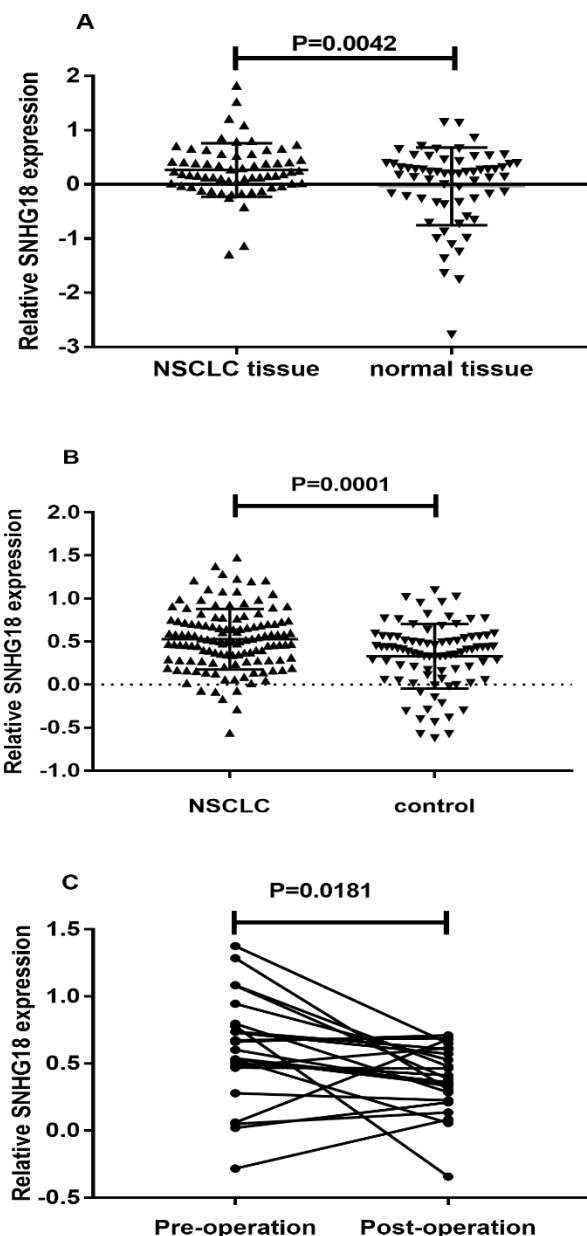 A
P=0.0042
Relative SNHG18 expression
2
1
0
-1
-2
-3
NSCLC tissue normal tissue
B
P=0.0001
Relative SNHG18 expression
2.0
1.5
1.0
0.5
0.0
-0.5
-1.0
NSCLC control
C
P=0.0181
Relative SNHG18 expression
1.5
1.0
0.5
0.0
-0.5
Pre-operation Post-operation